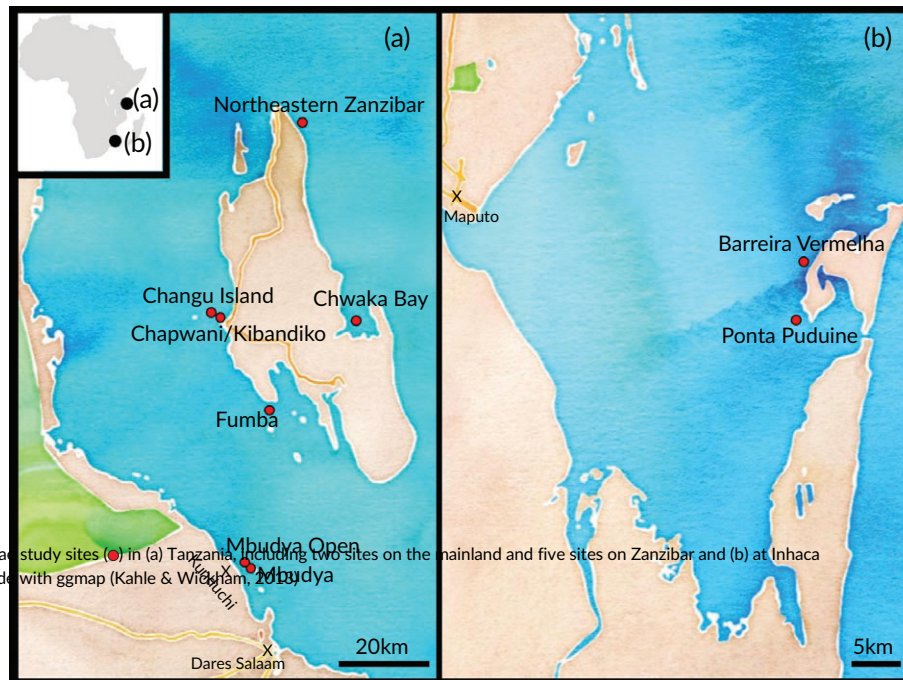 (a)
(b)
(a)
(b)
Northeastern Zanzibar
Changu Island
Chwaka Bay
Chapwani/Kibandiko
Fumba
Mbudya Open
Mbudya
Kunduchi
X
X
Dares Salaam
20km
X
Maputo
Barreira Vermelha
Ponta Puduine
5km
study sites ( ) in (a) Tanzania, including two sites on the mainland and five sites on Zanzibar and (b) at Inhaca
with ggmap (Kahle & Wickham, 2013)